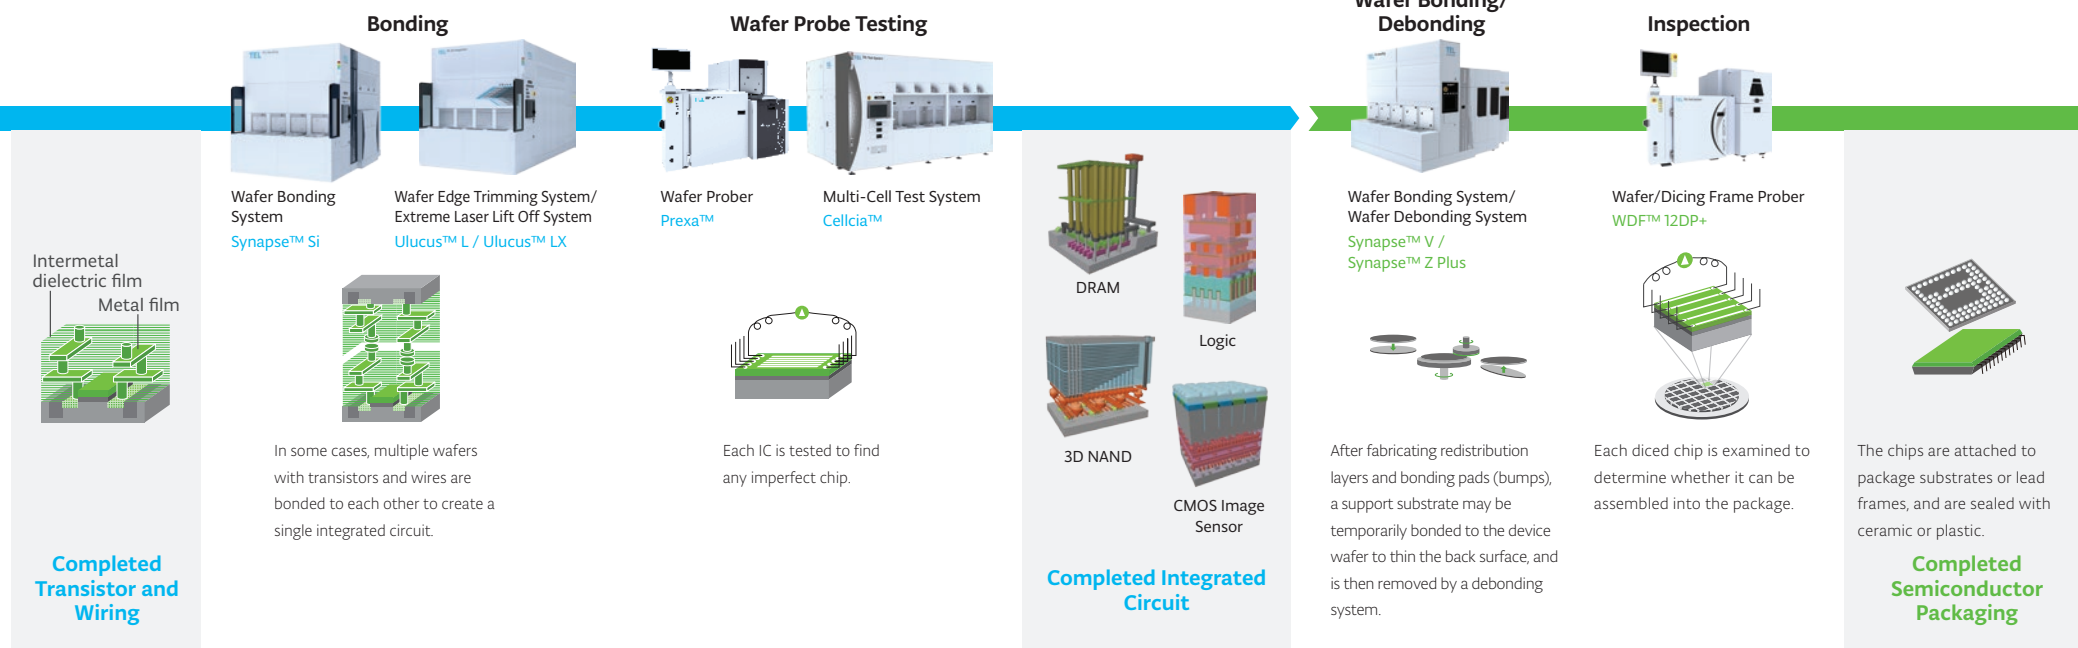 Bonding
Wafer Probe Testing
Wafer Bonding/
Debonding
Inspection
TEL
TEL
TEL
TEL
TEL
Wafer Bonding
System
Synapse™ Si
Wafer Edge Trimming System/
Extreme Laser Lift Off System
Ulucus™ L / Ulucus™ LX
Wafer Prober
Prexa™
Multi-Cell Test System
Cellcia™
Wafer Bonding System/
Wafer Debonding System
Synapse™ V /
Synapse™ Z Plus
Wafer/Dicing Frame Prober
WDF™ 12DP+
Intermetal
dielectric film
Metal film
DRAM
Logic
3D NAND
CMOS Image
Sensor
In some cases, multiple wafers
with transistors and wires are
bonded to each other to create a
single integrated circuit.
Each IC is tested to find
any imperfect chip.
After fabricating redistribution
layers and bonding pads (bumps),
a support substrate may be
temporarily bonded to the device
wafer to thin the back surface, and
is then removed by a debonding
system.
Each diced chip is examined to
determine whether it can be
assembled into the package.
The chips are attached to
package substrates or lead
frames, and are sealed with
ceramic or plastic.
Completed
Transistor and
Wiring
Completed Integrated
Circuit
Completed
Semiconductor
Packaging